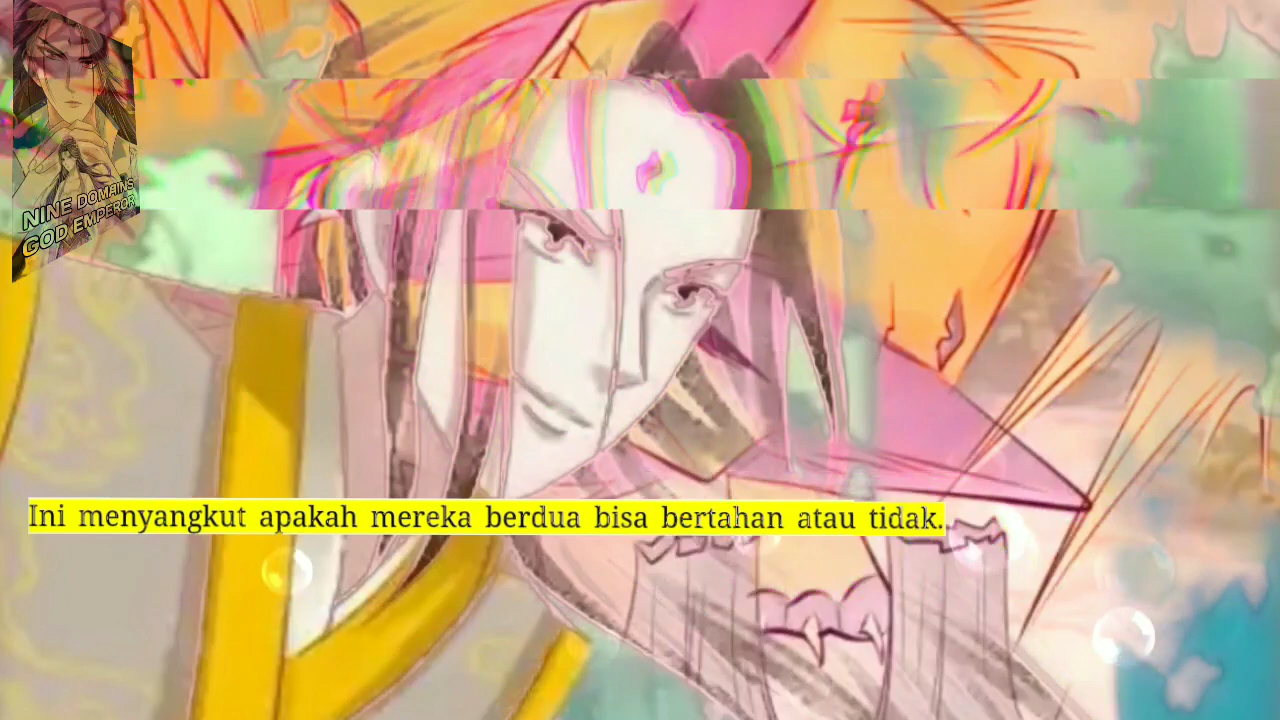 NINE DOMAINS
GOD EMPEROR
Ini menyangkut apakah mereka berdua bisa bertahan atau tidak.